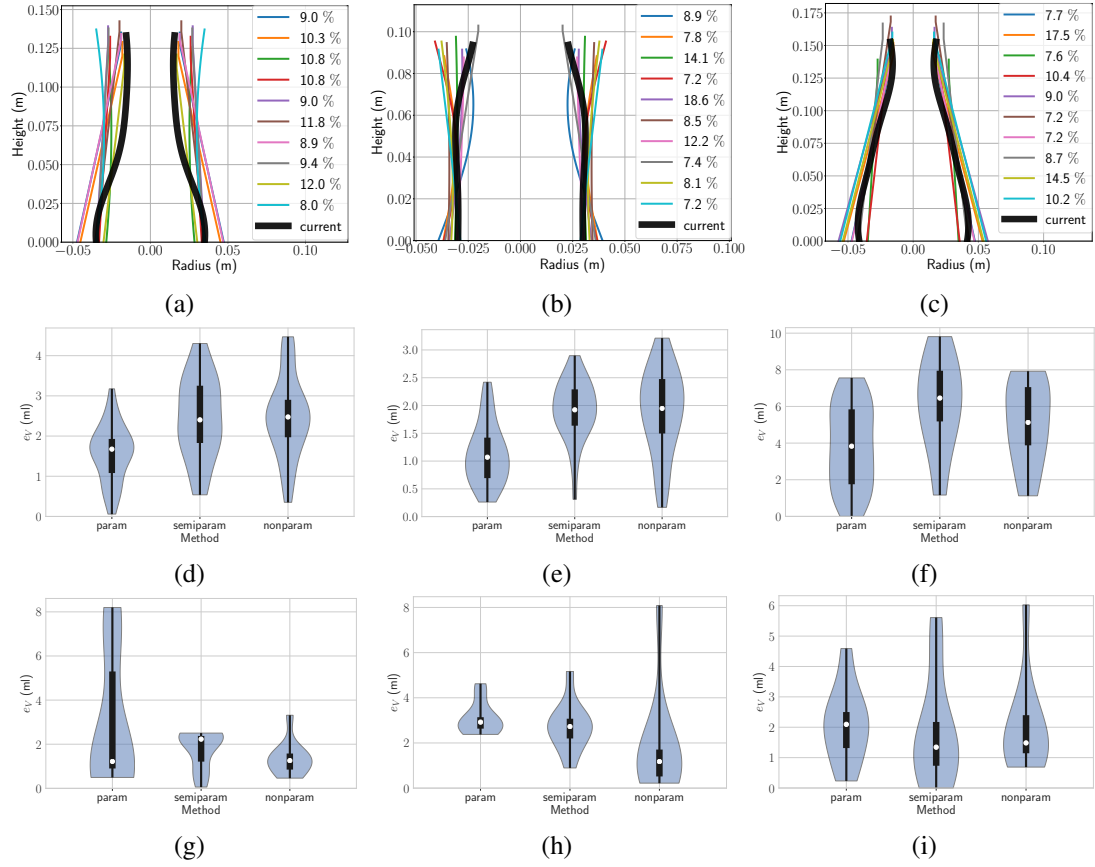 0.150
0.125
0.100
0.075
0.050
0.025
0.000
Height (m)
−0.05 0.00 0.05 0.10
Radius (m)
9.0 %
10.3 %
10.8 %
10.8 %
9.0 %
11.8 %
8.9 %
9.4 %
12.0 %
8.0 %
current
(a)
0.10
0.08
0.06
0.04
0.02
0.00
Height (m)
−0.050 −0.025 0.000 0.025 0.050 0.075 0.100
Radius (m)
8.9 %
7.8 %
14.1 %
7.2 %
18.6 %
8.5 %
12.2 %
7.4 %
8.1 %
7.2 %
current
(b)
0.175
0.150
0.125
0.100
0.075
0.050
0.025
0.000
Height (m)
−0.05 0.00 0.05 0.10
Radius (m)
7.7 %
17.5 %
7.6 %
10.4 %
9.0 %
7.2 %
7.2 %
8.7 %
14.5 %
10.2 %
current
(c)
4
3
2
1
0
eV (ml)
param semiparam nonparam
Method
(d)
3.0
2.5
2.0
1.5
1.0
0.5
0.0
eV (ml)
param semiparam nonparam
Method
(e)
10
8
6
4
2
0
eV (ml)
param semiparam nonparam
Method
(f)
8
6
4
2
0
eV (ml)
param semiparam nonparam
Method
(g)
8
6
4
2
0
eV (ml)
param semiparam nonparam
Method
(h)
6
5
4
3
2
1
0
eV (ml)
param semiparam nonparam
Method
(i)